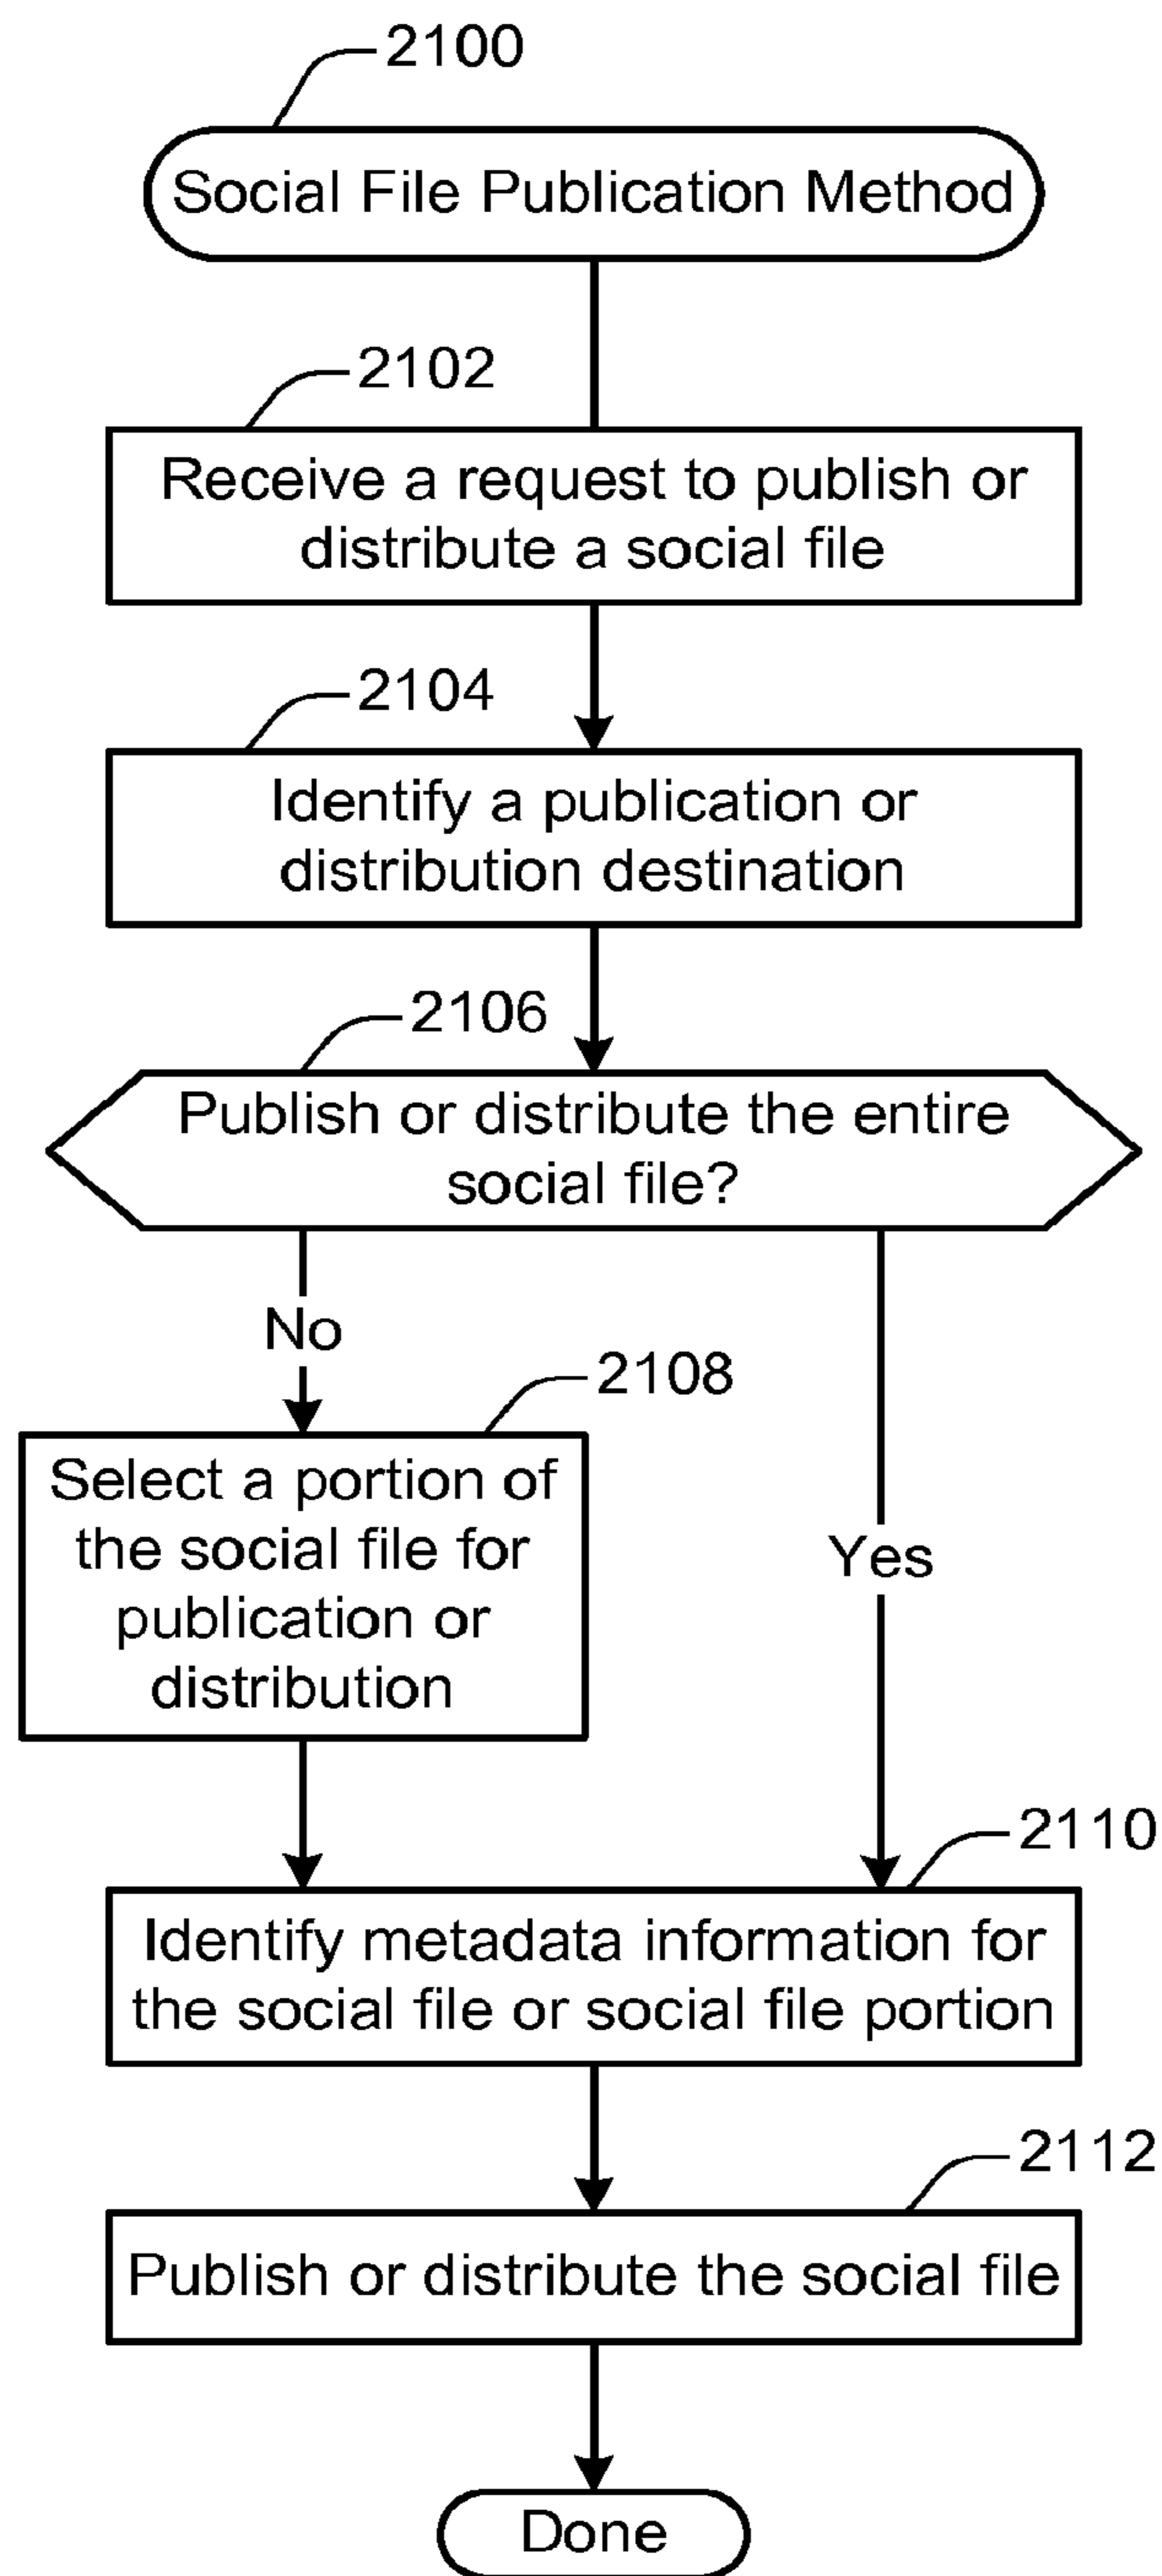 2100
Social File Publication Method
2102
Receive a request to publish or
distribute a social file
2104
Identify a publication or
distribution destination
2106
Publish or distribute the entire
social file?
No
2108
Select a portion of
the social file for
publication or
distribution
Yes
2110
Identify metadata information for
the social file or social file portion
2112
Publish or distribute the social file
Done